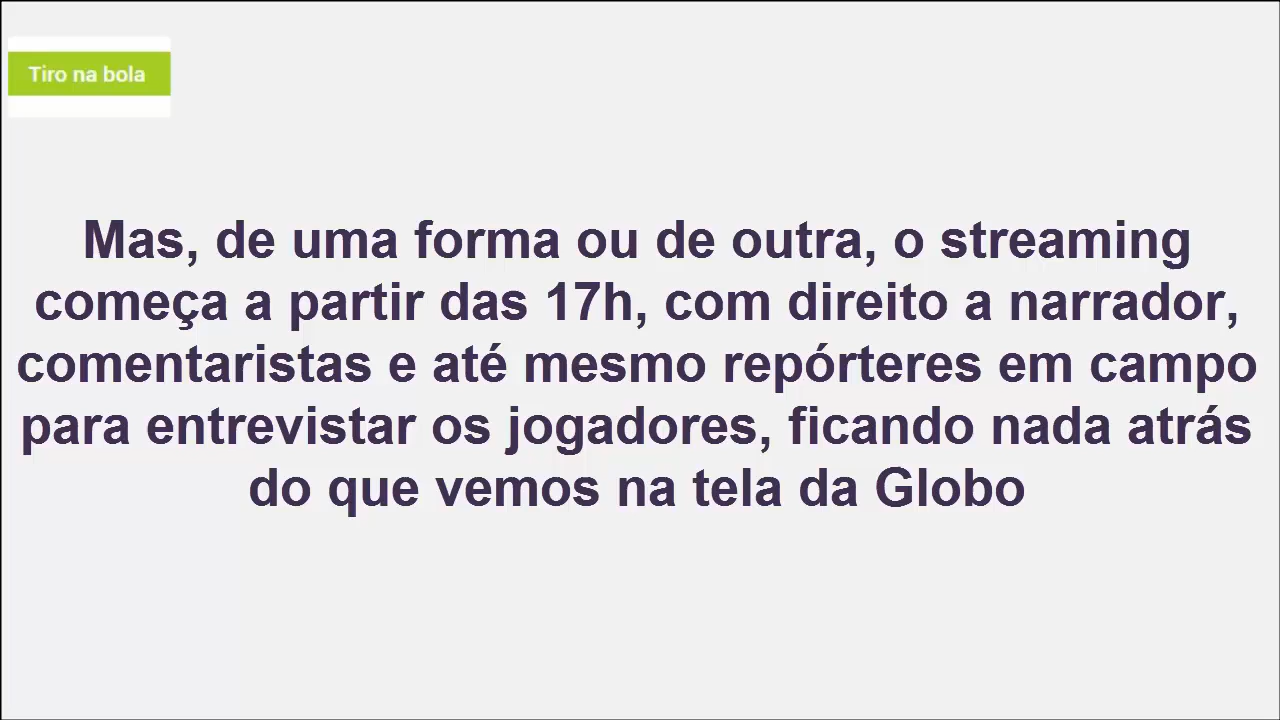 Tiro na bola
Mas, de uma forma ou de outra, o streaming
começa a partir das 17h, com direito a narrador,
comentaristas e até mesmo repórteres em campo
para entrevistar os jogadores, ficando nada atrás
do que vemos na tela da Globo